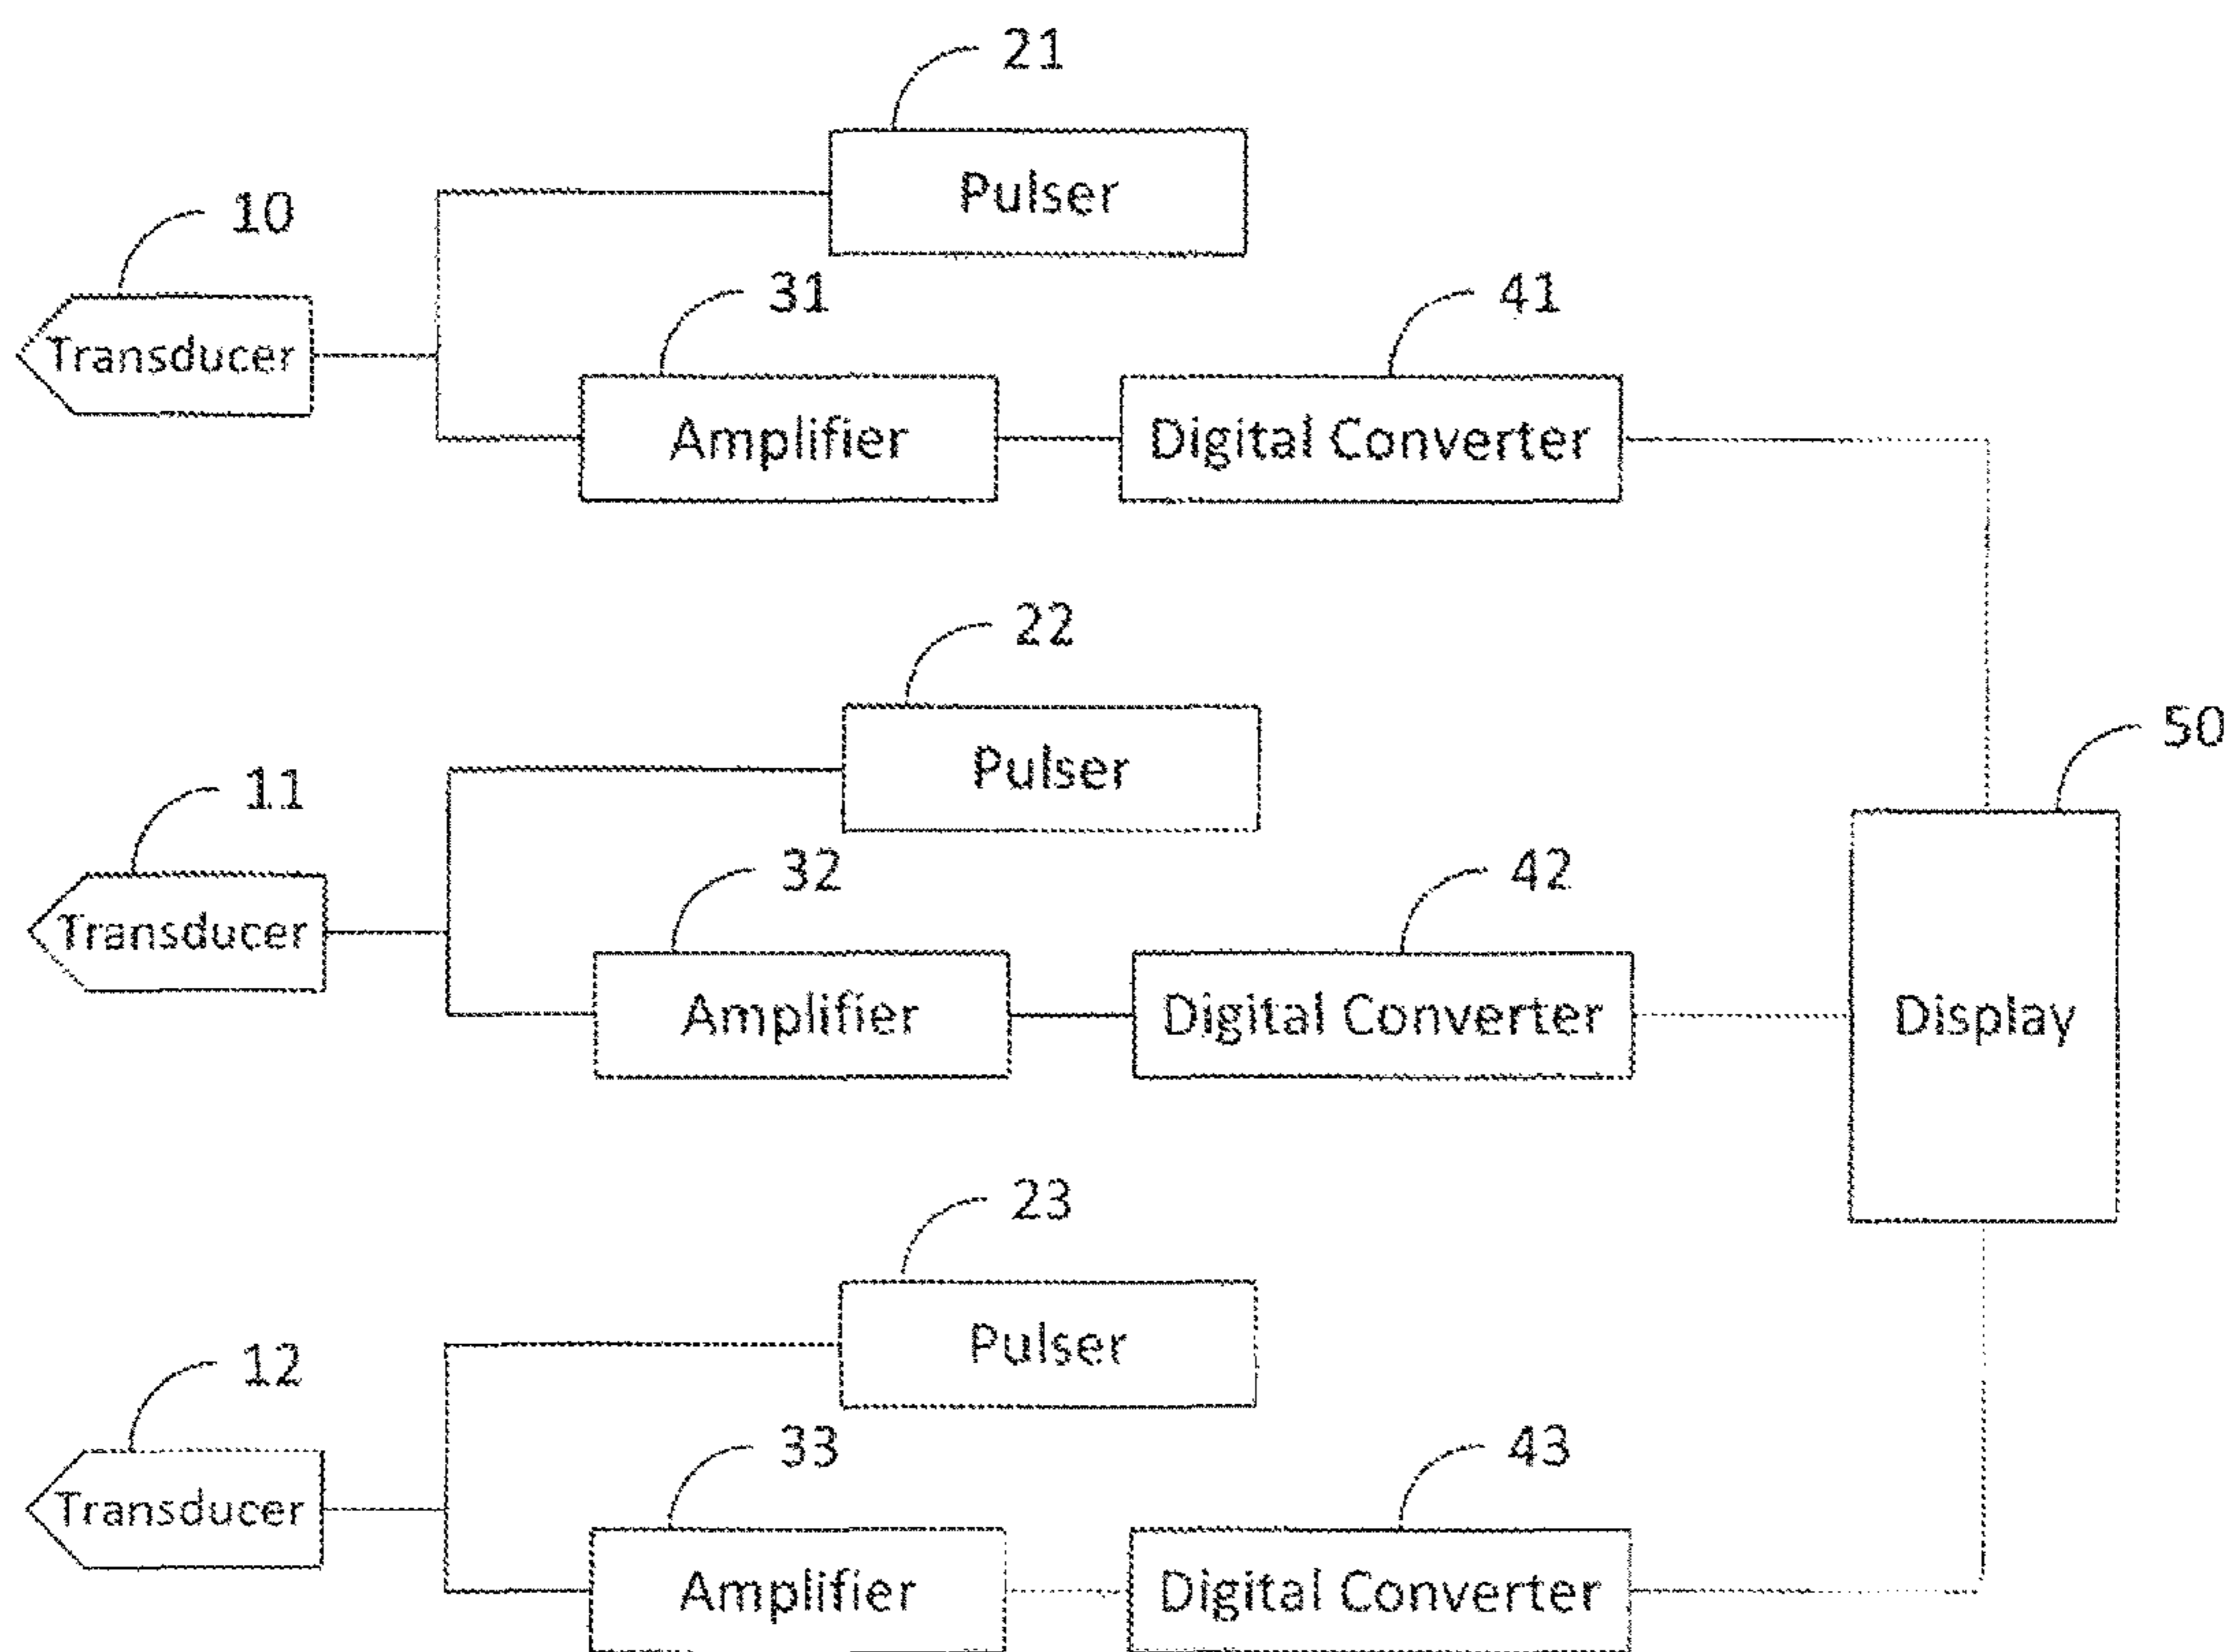 21
Pulser
10
31
41
Transducer
Amplifier
Digital Converter
22
Pulser
50
11
32
42
Transducer
Amplifier
Digital Converter
Display
23
Pulser
12
33
43
Transducer
Amplifier
Digital Converter